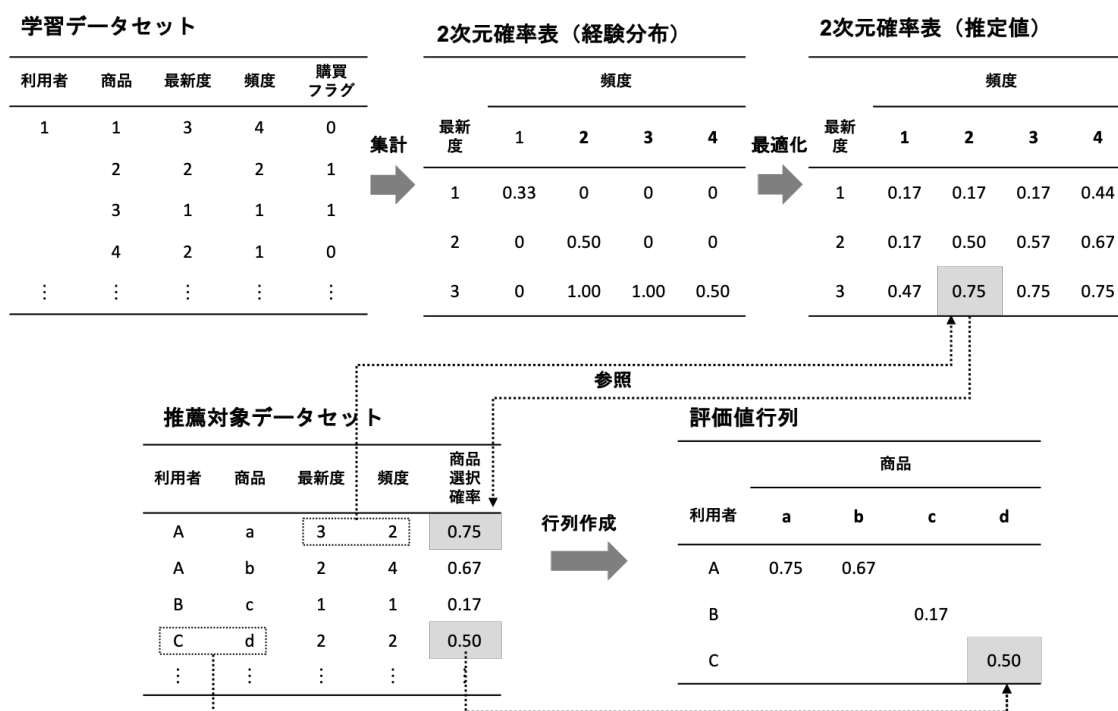 学習データセット
利用者 商品 最新度 頻度 購買フラグ
1 1 3 4 0
2 2 2 1
3 1 1 1
4 2 1 0
⋮ ⋮ ⋮ ⋮ ⋮
集計
2次元確率表（経験分布）
頻度
最新度 1 2 3 4
1 0.33 0 0 0
2 0 0.50 0 0
3 0 1.00 1.00 0.50
最適化
2次元確率表（推定値）
頻度
最新度 1 2 3 4
1 0.17 0.17 0.17 0.44
2 0.17 0.50 0.57 0.67
3 0.47 0.75 0.75 0.75
参照
推薦対象データセット
利用者 商品 最新度 頻度 商品選択確率
A a 3 2 0.75
A b 2 4 0.67
B c 1 1 0.17
C d 2 2 0.50
⋮ ⋮ ⋮ ⋮ ⋮
行列作成
評価値行列
商品
利用者 a b c d
A 0.75 0.67
B 0.17
C 0.50